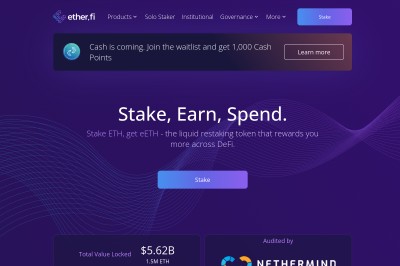 ether.fi
Products Solo Staker Institutional Governance More Stake
Cash is coming. Join the waitlist and get 1,000 Cash
Points
Learn more
Stake, Earn, Spend.
Stake ETH, get eETH - the liquid restaking token that rewards you
more across DeFi.
Stake
Total Value Locked
$5.62B
1.5M ETH
Audited by
NETHERMIND